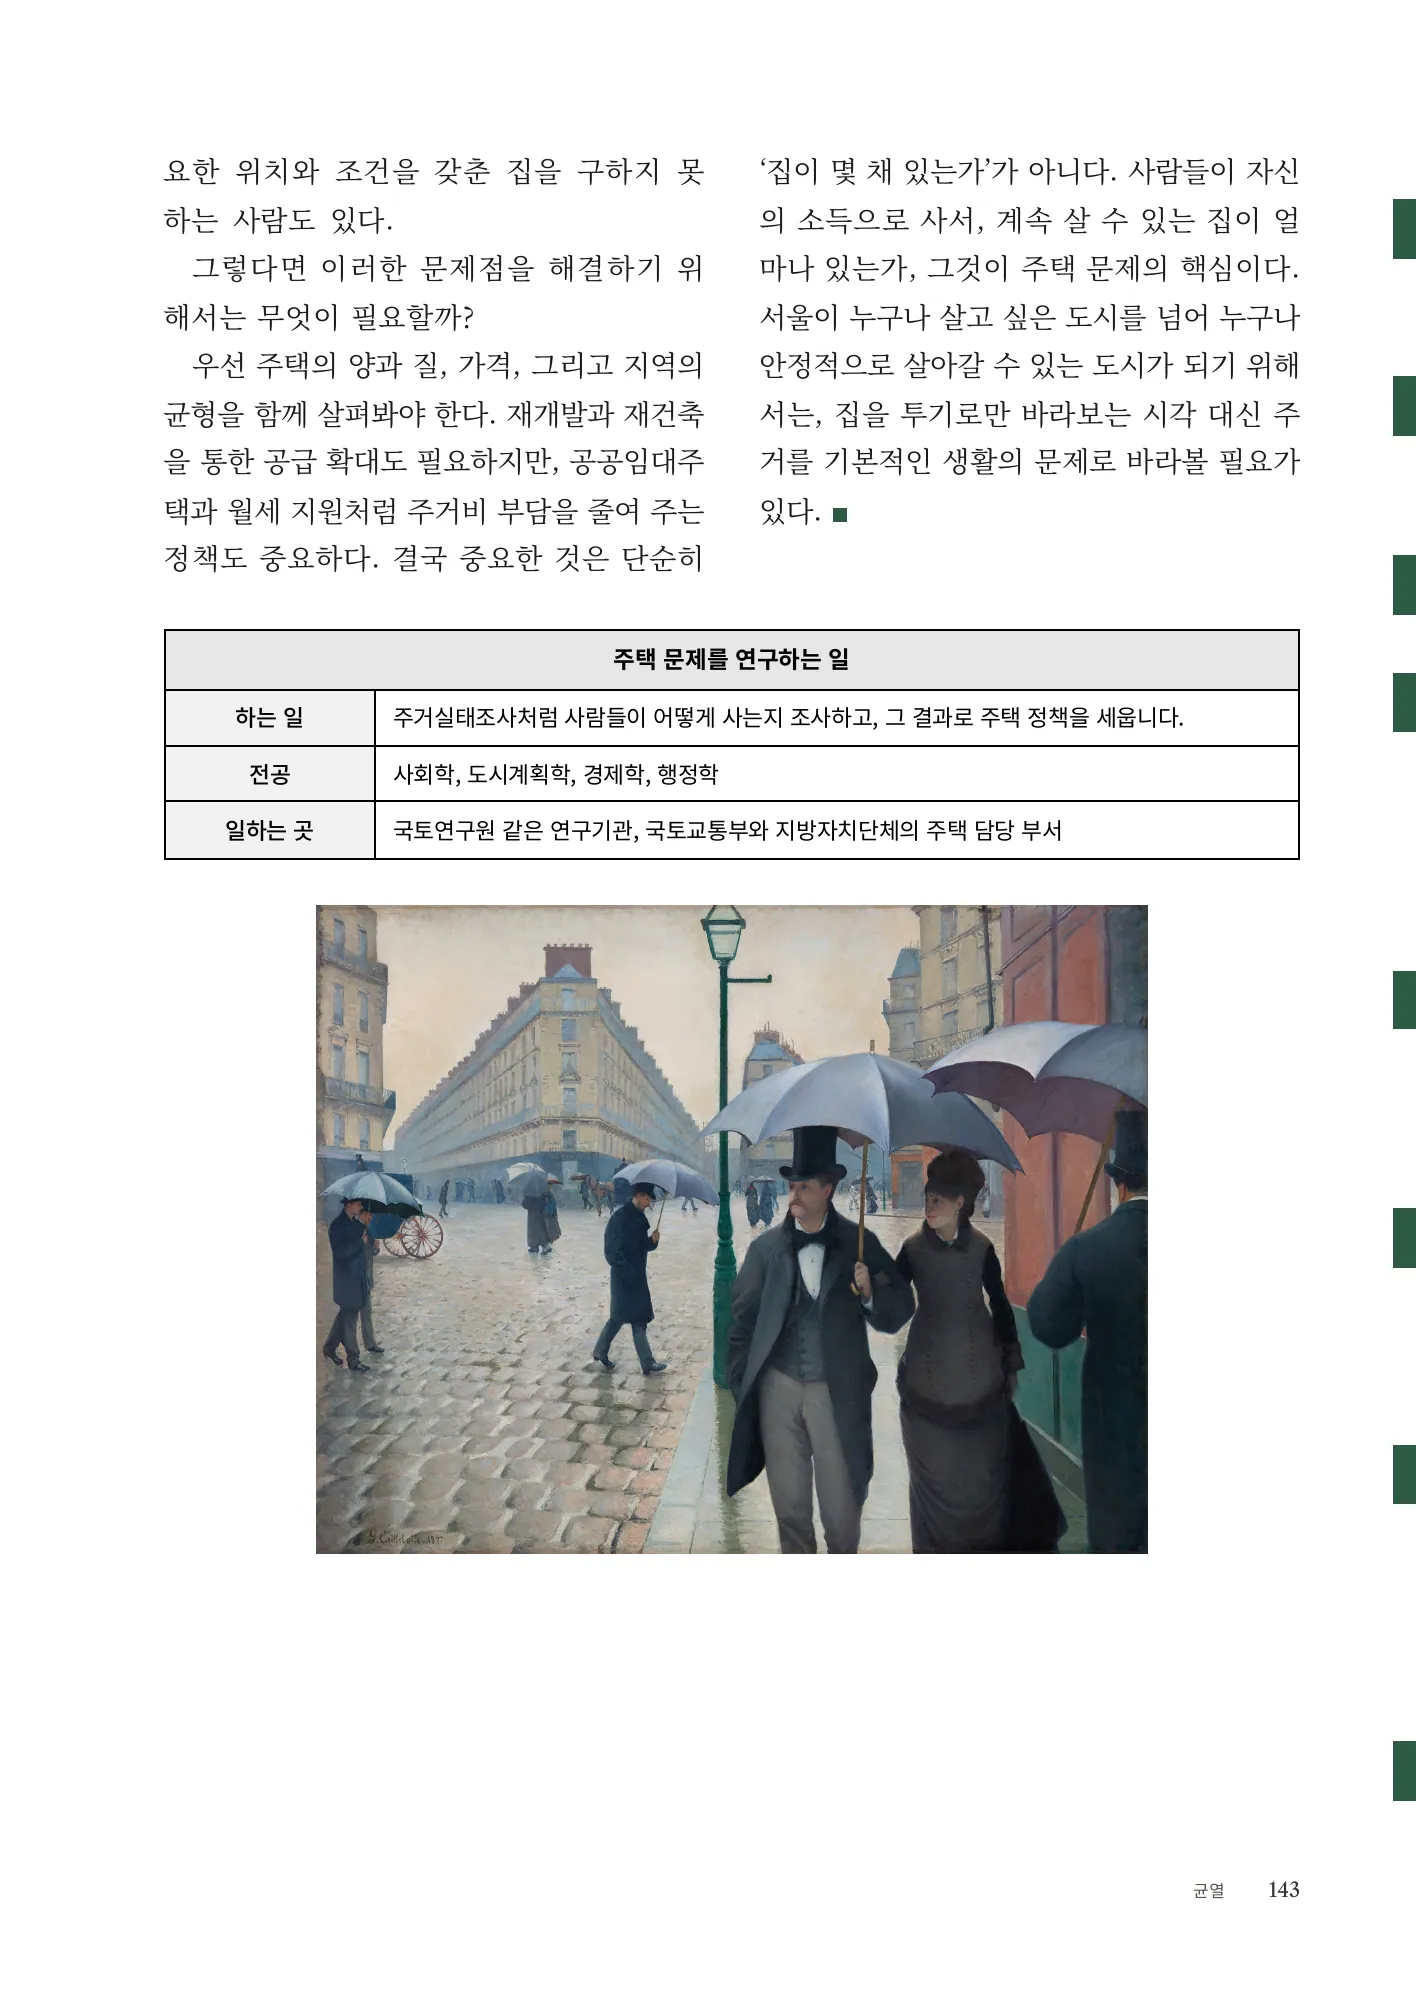 요한 위치와 조건을 갖춘 집을 구하지 못
하는 사람도 있다.
그렇다면 이러한 문제점을 해결하기 위
해서는 무엇이 필요할까?
우선 주택의 양과 질, 가격, 그리고 지역의
균형을 함께 살펴봐야 한다. 재개발과 재건축
을 통한 공급 확대도 필요하지만, 공공임대주
택과 월세 지원처럼 주거비 부담을 줄여 주는
정책도 중요하다. 결국 중요한 것은 단순히
‘집이 몇 채 있는가’가 아니다. 사람들이 자신
의 소득으로 사서, 계속 살 수 있는 집이 얼
마나 있는가, 그것이 주택 문제의 핵심이다.
서울이 누구나 살고 싶은 도시를 넘어 누구나
안정적으로 살아갈 수 있는 도시가 되기 위해
서는, 집을 투기로만 바라보는 시각 대신 주
거를 기본적인 생활의 문제로 바라볼 필요가
있다. ■
주택 문제를 연구하는 일
하는 일 주거실태조사처럼 사람들이 어떻게 사는지 조사하고, 그 결과로 주택 정책을 세웁니다.
전공 사회학, 도시계획학, 경제학, 행정학
일하는 곳 국토연구원 같은 연구기관, 국토교통부와 지방자치단체의 주택 담당 부서
G. Caillebotte. 1877
균열 143